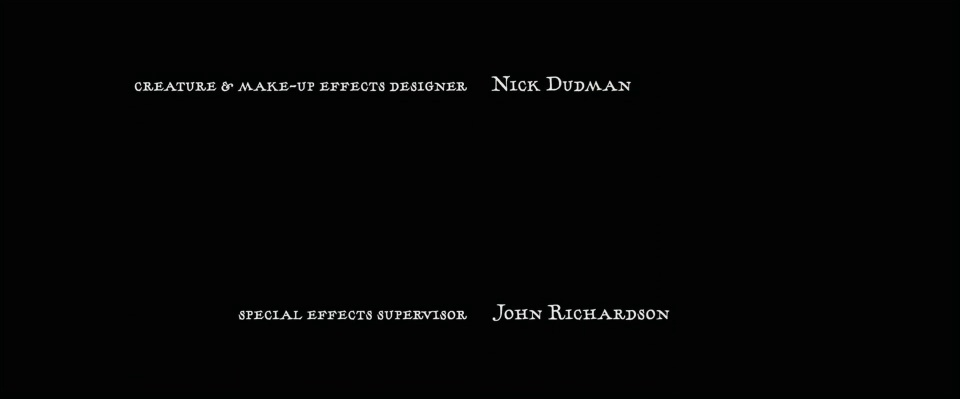 CREATURE & MAKE-UP EFFECTS DESIGNER NICK DUDMAN
SPECIAL EFFECTS SUPERVISOR JOHN RICHARDSON